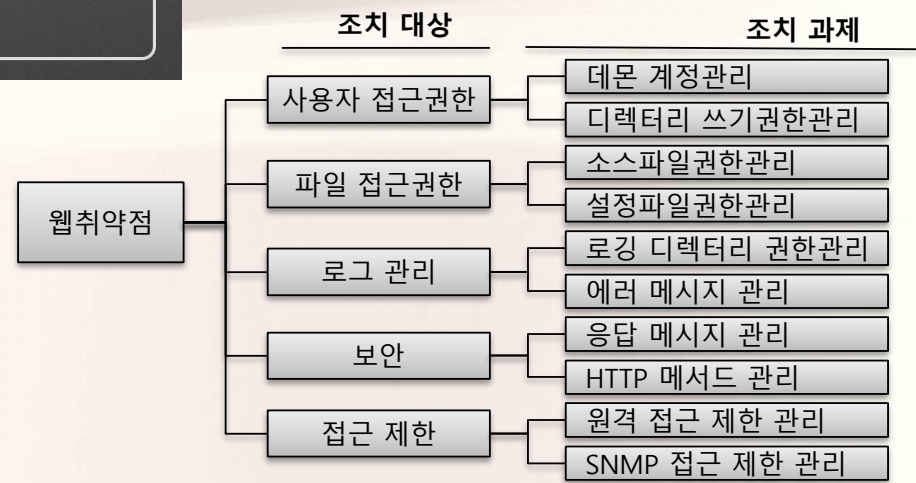 조치 대상
조치 과제
웹취약점
사용자 접근권한
데몬 계정관리
디렉터리 쓰기권한관리
파일 접근권한
소스파일권한관리
설정파일권한관리
로그 관리
로깅 디렉터리 권한관리
에러 메시지 관리
보안
응답 메시지 관리
HTTP 메서드 관리
접근 제한
원격 접근 제한 관리
SNMP 접근 제한 관리